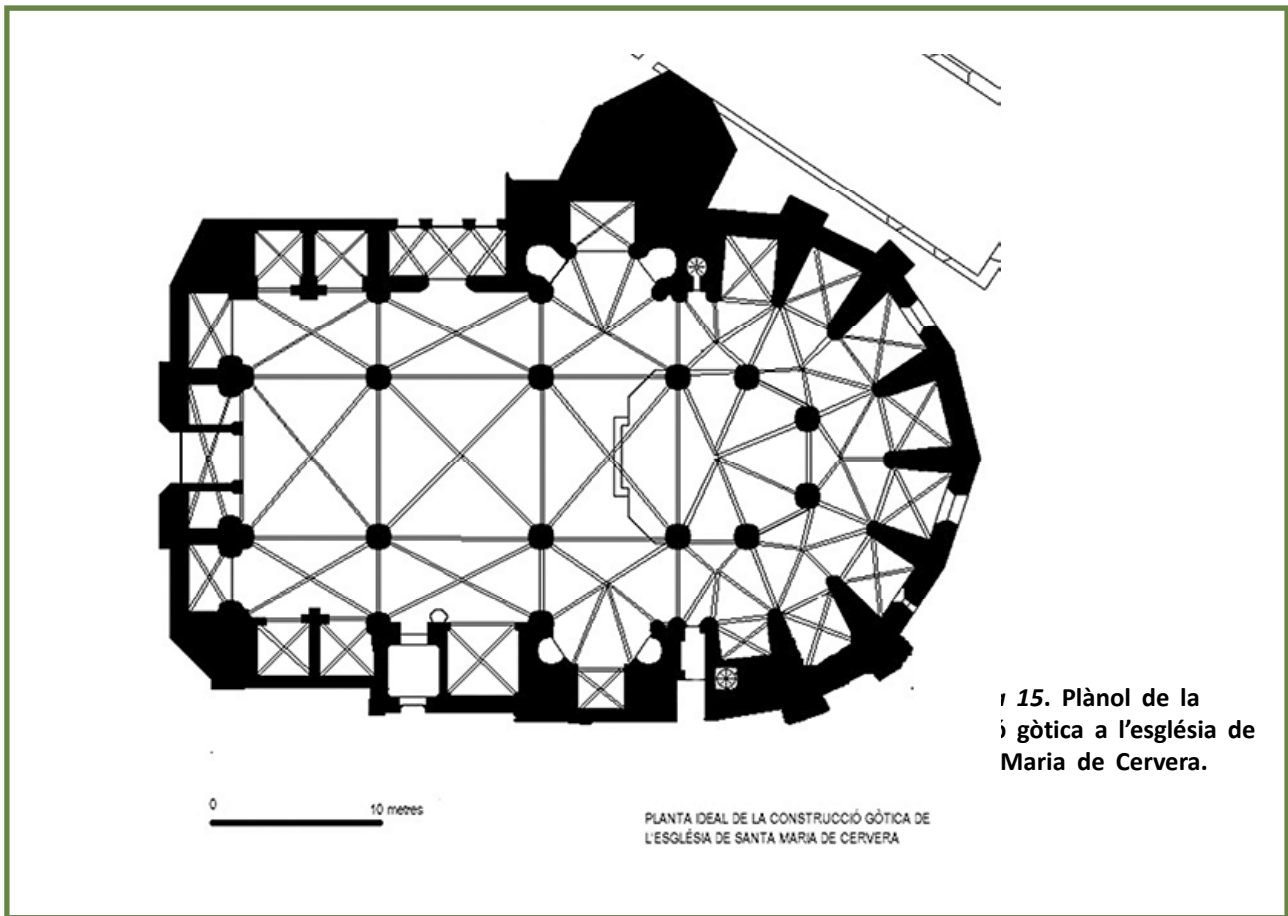 15. Plànol de la
gòtica a l’església de
Maria de Cervera.
0 10 metres
PLANTA IDEAL DE LA CONSTRUCCIÓ GÒTICA DE
L'ESGLÉSIA DE SANTA MARIA DE CERVERA